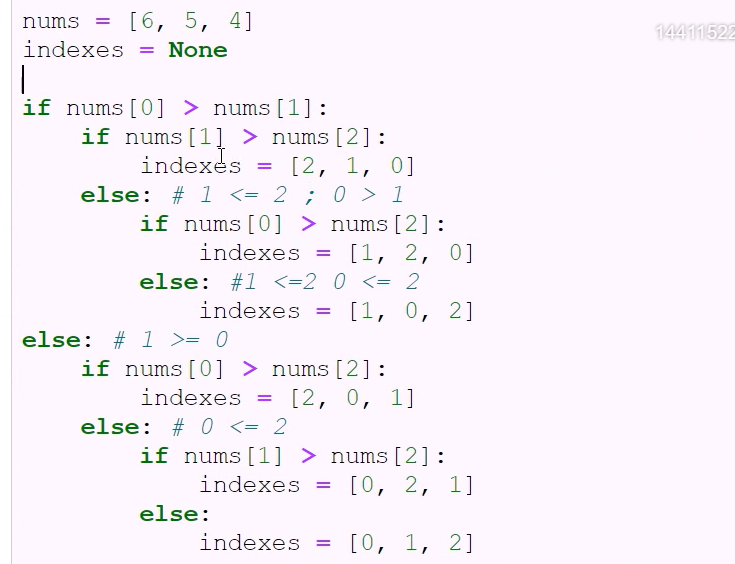 nums = [6, 5, 4]
14411522
indexes = None
if nums[0] > nums[1]:
    if nums[1] > nums[2]:
        indexes = [2, 1, 0]
    else: # 1 <= 2 ; 0 > 1
        if nums[0] > nums[2]:
            indexes = [1, 2, 0]
        else: #1 <=2 0 <= 2
            indexes = [1, 0, 2]
else: # 1 >= 0
    if nums[0] > nums[2]:
        indexes = [2, 0, 1]
    else: # 0 <= 2
        if nums[1] > nums[2]:
            indexes = [0, 2, 1]
        else:
            indexes = [0, 1, 2]